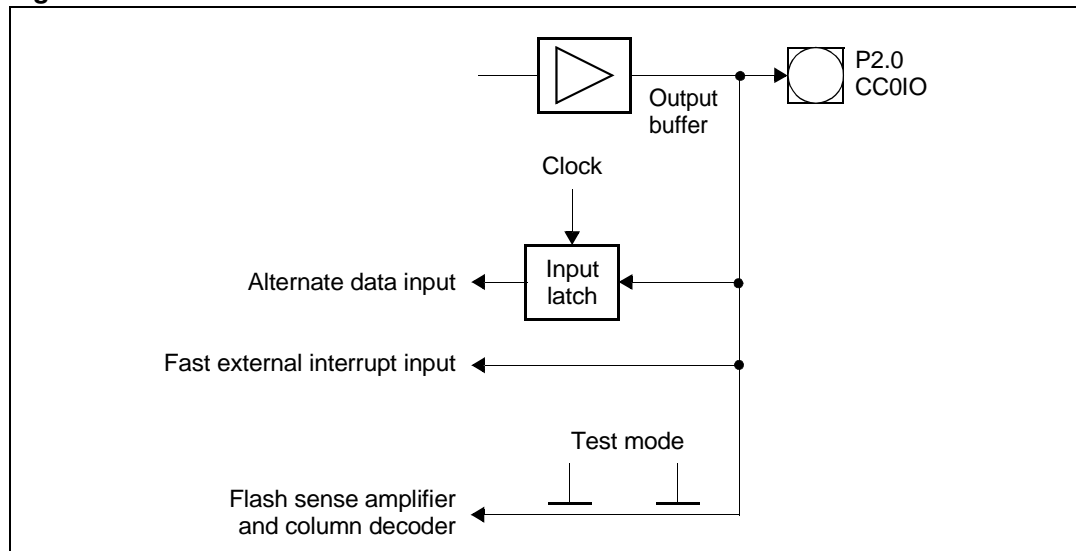 P2.0
CC0IO
Output
buffer
Clock
Input
latch
Alternate data input
Fast external interrupt input
Test mode
Flash sense amplifier
and column decoder